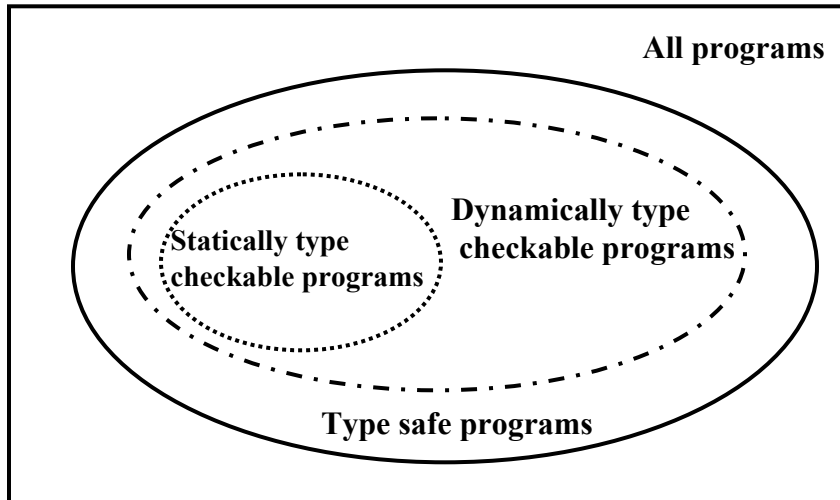 All programs
Dynamically type
checkable programs
Statically type
checkable programs
Type safe programs